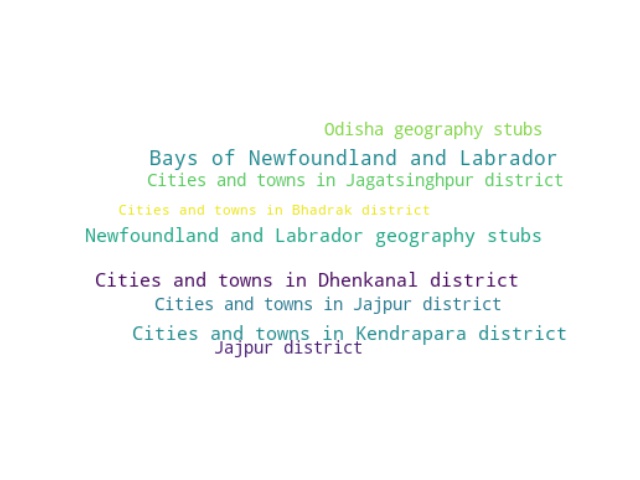 Odisha geography stubs
Bays of Newfoundland and Labrador
Cities and towns in Jagatsinghpur district
Cities and towns in Bhadrak district
Newfoundland and Labrador geography stubs
Cities and towns in Dhenkanal district
Cities and towns in Jajpur district
Cities and towns in Kendrapara district
Jajpur district